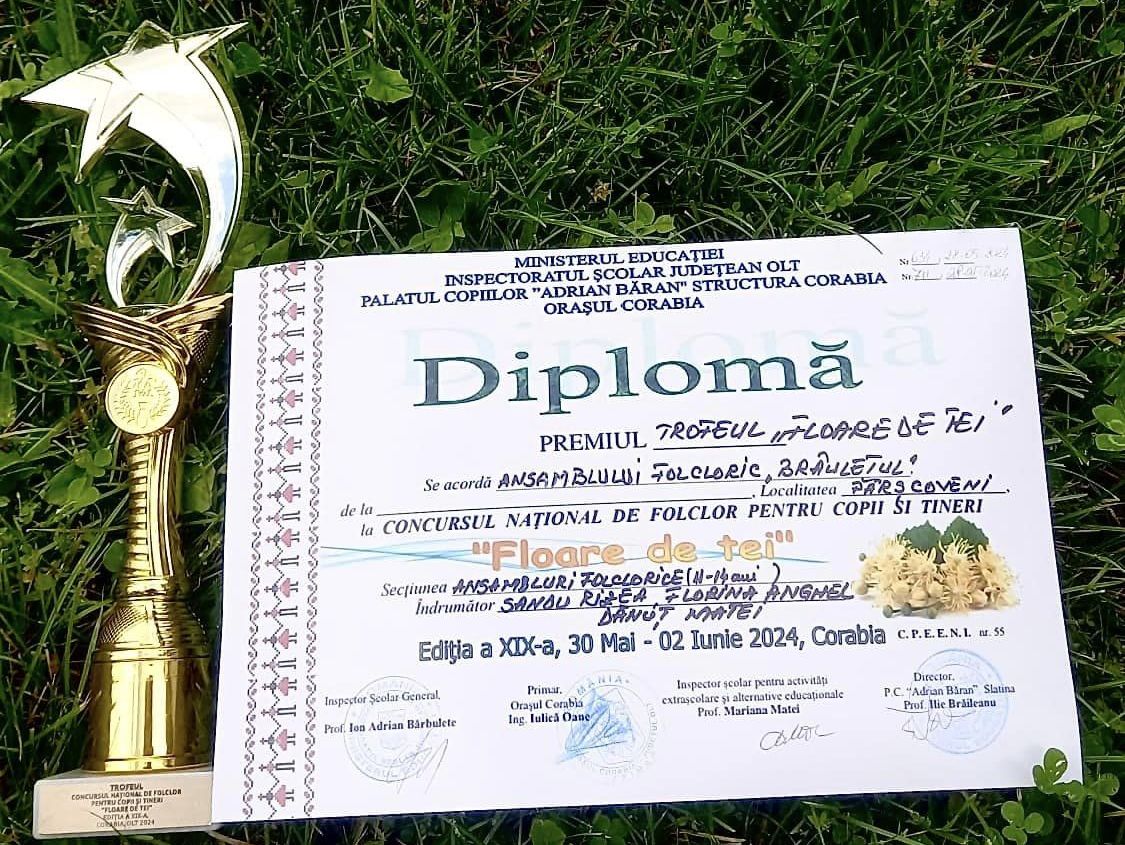 MINISTERUL EDUCAȚIEI
INSPECTORATUL ȘCOLAR JUDEȚEAN OLT
PALATUL COPIILOR "ADRIAN BĂRAN" STRUCTURA CORABIA
ORAȘUL CORABIA
Nr.
Nr.
Diplomă
PREMIUL TROFEUL „FLOARE DE TEI"
Se acordă ANSAMBLULUI FOLCLORIC „BRÂULEȚUL"
de la , Localitatea PÂRȘCOVENI,
la CONCURSUL NAȚIONAL DE FOLCLOR PENTRU COPII ȘI TINERI
"Floare de tei"
Secțiunea ANSAMBLURI FOLCLORICE (11-14 ani)
Îndrumător SANDU RIZEA FLORINA ANGHEL
DĂNUȚ MATEI
Ediţia a XIX-a, 30 Mai - 02 Iunie 2024, Corabia C.P.E.E.N.I. nr. 55
Inspector Școlar General,
Prof. Ion Adrian Bărbulete
Primar,
Orașul Corabia
Ing. Iulică Oane
Inspector școlar pentru activități
extrașcolare și alternative educaționale
Prof. Mariana Matei
Director,
P.C. "Adrian Băran" Slatina
Prof. Ilie Brăileanu
TROFEUL
CONCURSUL NAȚIONAL DE FOLCLOR
PENTRU COPII ȘI TINERI
"FLOARE DE TEI"
EDIȚIA A XIX-A,
CORABIA, OLT 2024